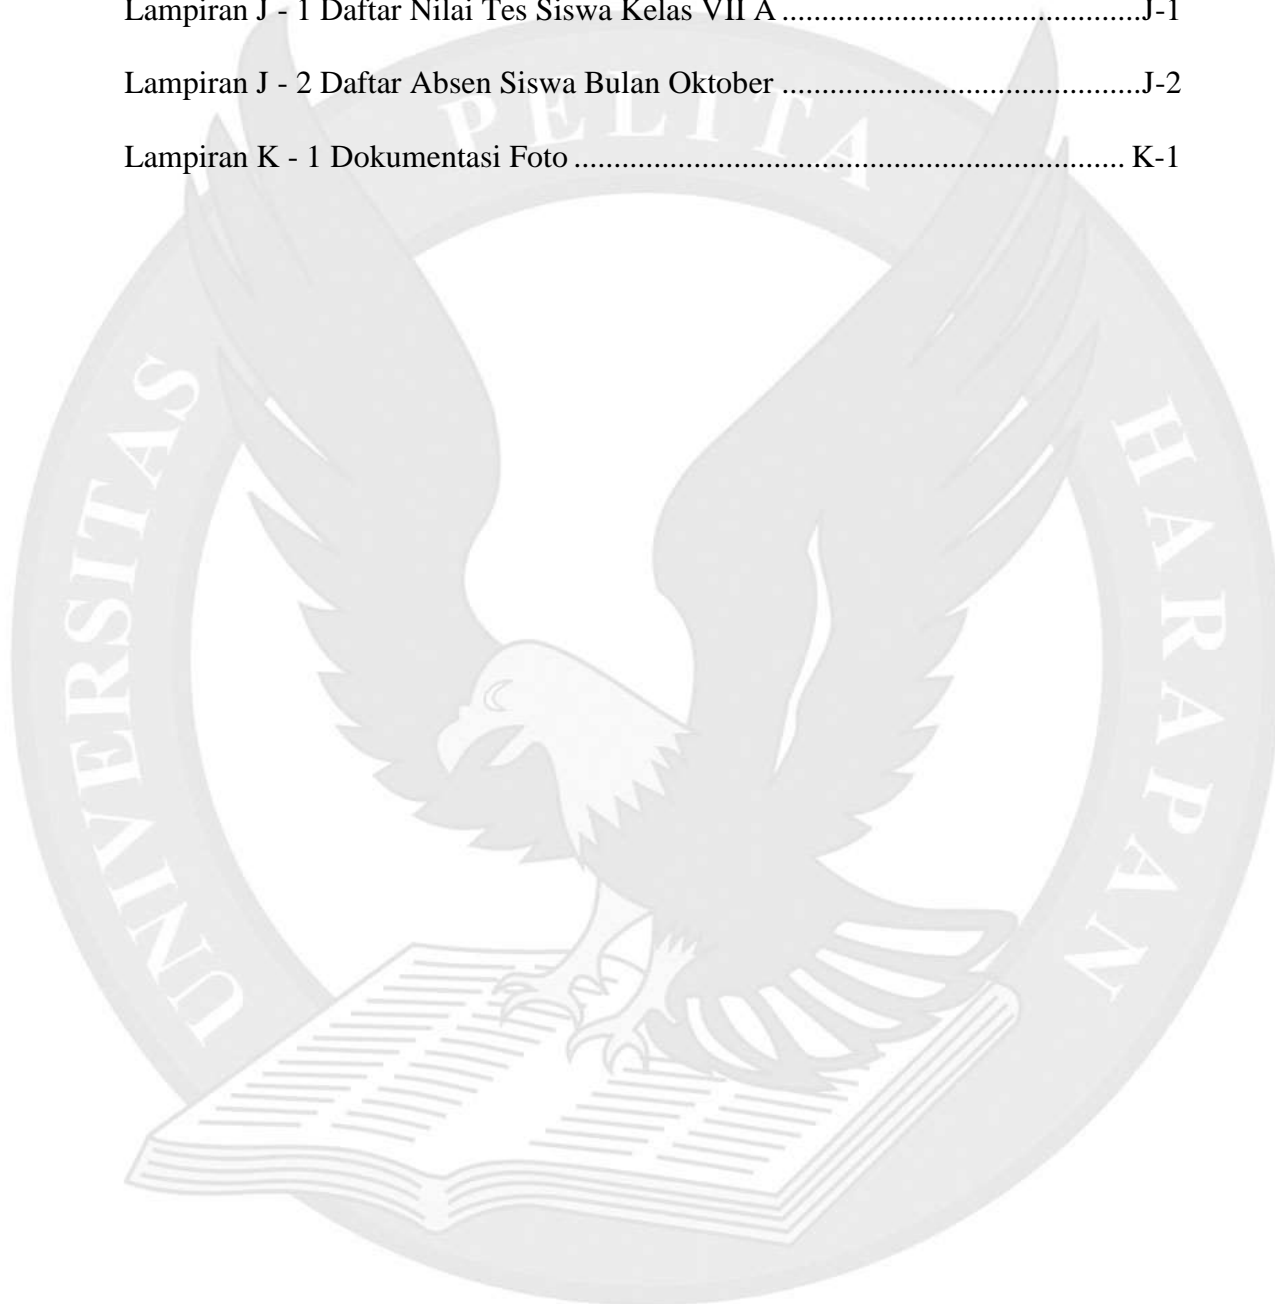 Lampiran J - 1 Daftar Nilai Tes Siswa Kelas VII A ............................................J-1
Lampiran J - 2 Daftar Absen Siswa Bulan Oktober ............................................J-2
Lampiran K - 1 Dokumentasi Foto .................................................................... K-1
UNIVERSITAS PELITA HARAPAN